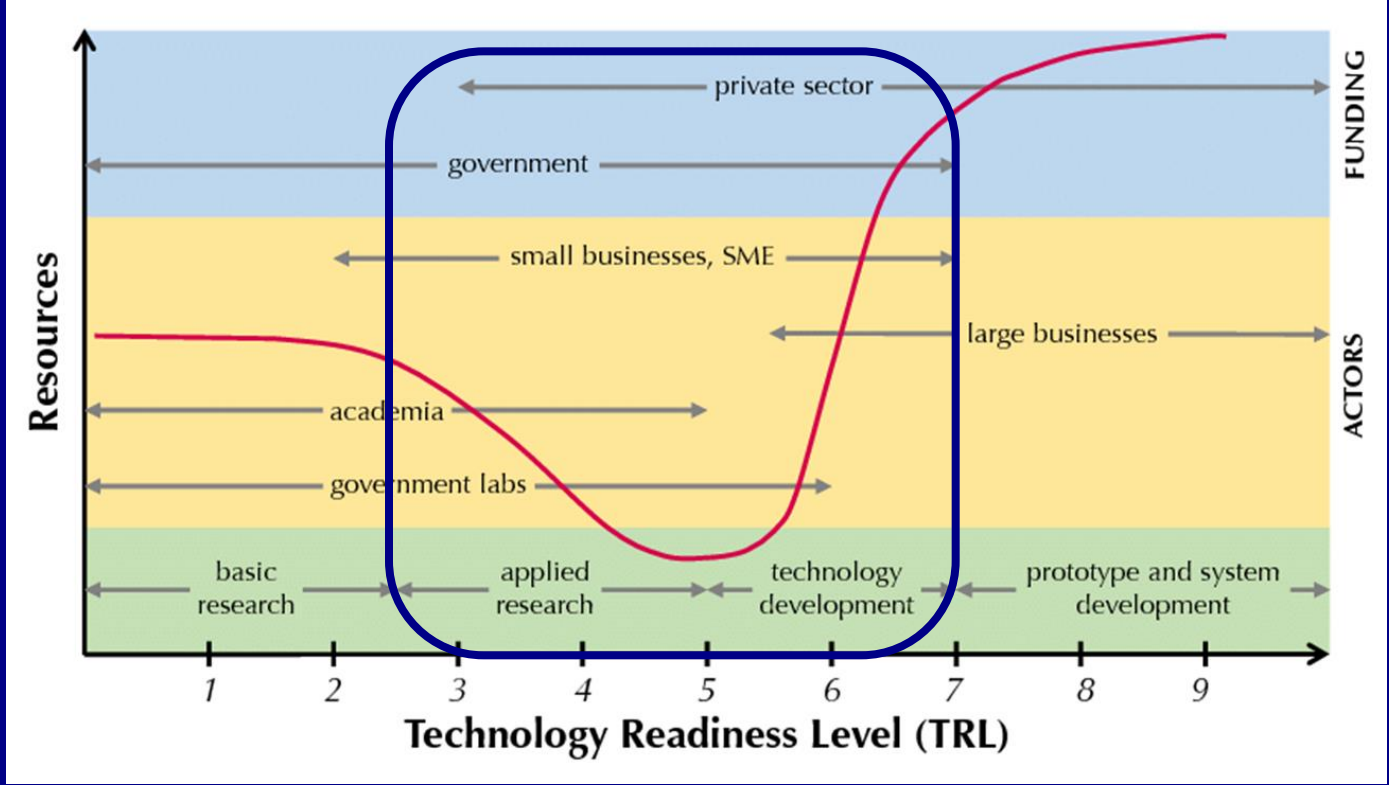 private sector
government
small businesses, SME
large businesses
academia
government labs
basic
research
applied
research
technology
development
prototype and system
development
1 2 3 4 5 6 7 8 9
Technology Readiness Level (TRL)
Resources
FUNDING
ACTORS